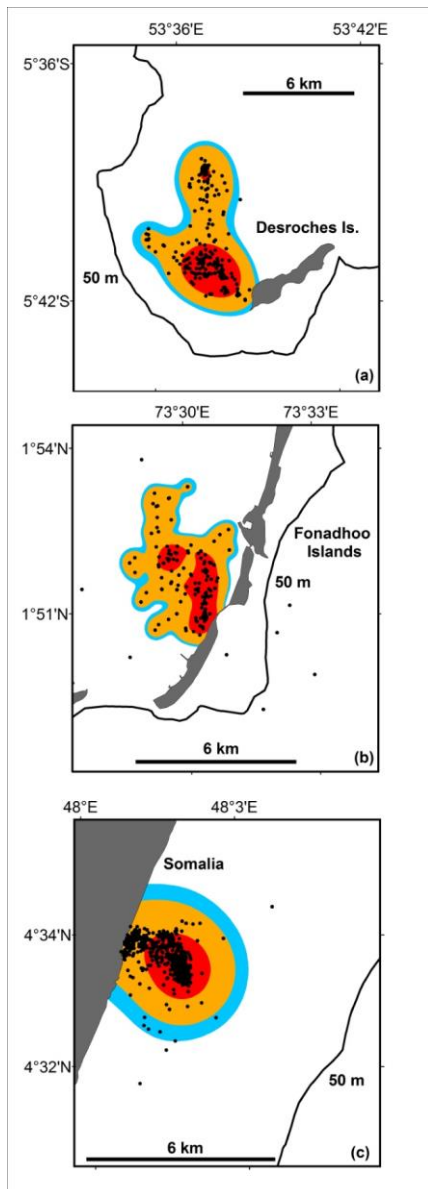 53°36'E 53°42'E
5°36'S
6 km
Desroches Is.
50 m
5°42'S
(a)
73°30'E 73°33'E
1°54'N
Fonadhoo
Islands
50 m
1°51'N
6 km
(b)
48°E 48°3'E
Somalia
4°34'N
4°32'N
50 m
6 km
(c)